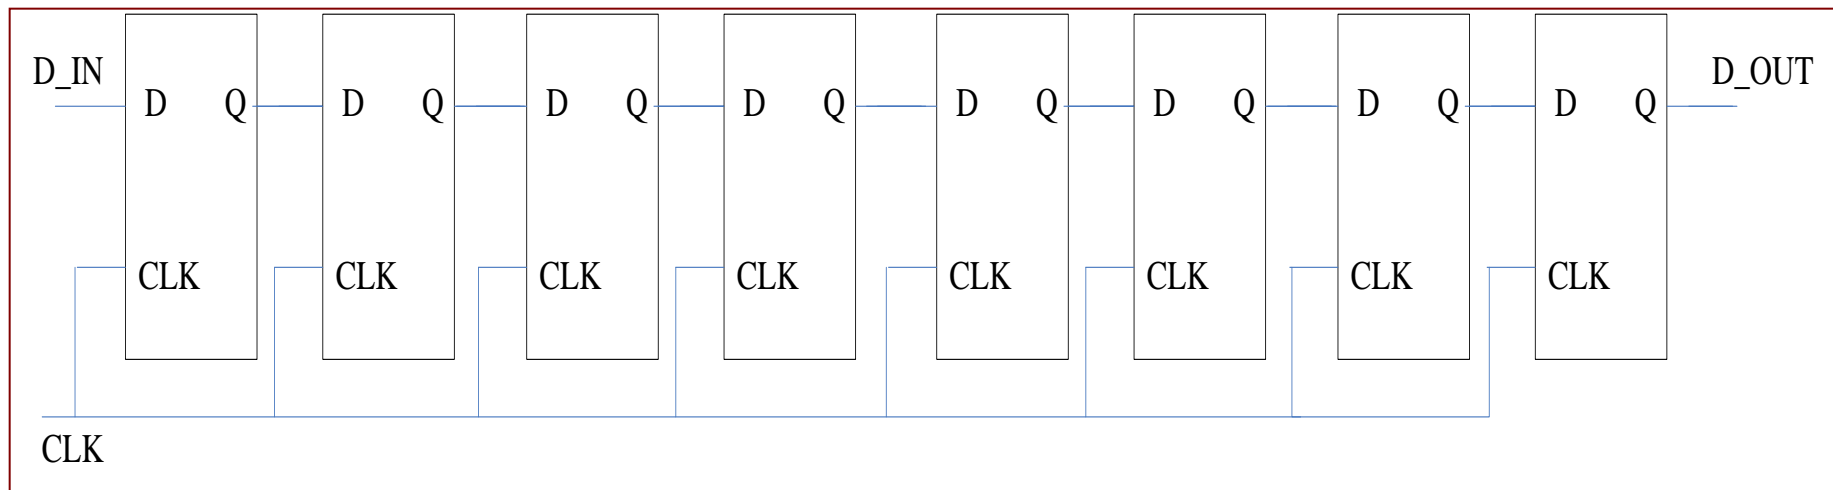 D_IN D_OUT
D Q D Q D Q D Q D Q D Q D Q D Q
CLK CLK CLK CLK CLK CLK CLK CLK
CLK